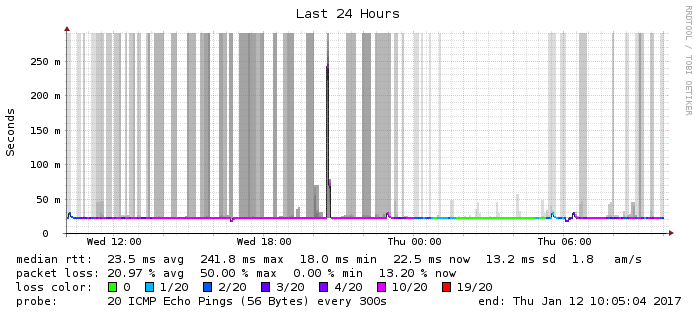 Last 24 Hours
RRDTOOL / TOBI OETIKER
Seconds
250 m
200 m
150 m
100 m
50 m
0
Wed 12:00 Wed 18:00 Thu 00:00 Thu 06:00
median rtt: 23.5 ms avg 241.8 ms max 18.0 ms min 22.5 ms now 13.2 ms sd 1.8 am/s
packet loss: 20.97 % avg 50.00 % max 0.00 % min 13.20 % now
loss color: 0 1/20 2/20 3/20 4/20 10/20 19/20
probe: 20 ICMP Echo Pings (56 Bytes) every 300s end: Thu Jan 12 10:05:04 2017